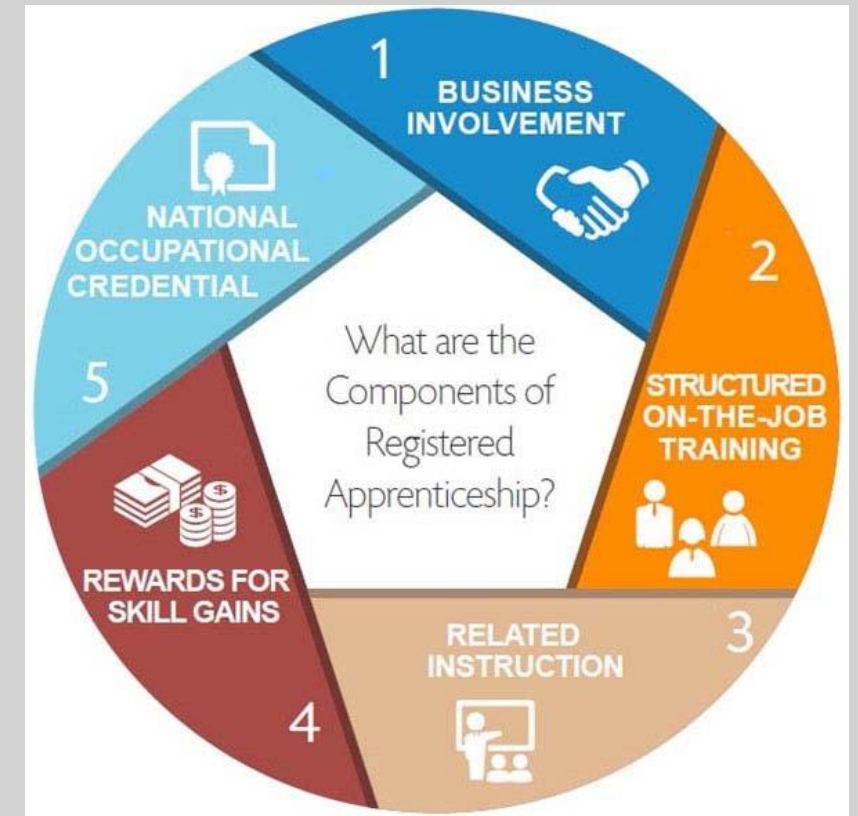 1
BUSINESS
INVOLVEMENT
2
STRUCTURED
ON-THE-JOB
TRAINING
3
RELATED
INSTRUCTION
4
REWARDS FOR
SKILL GAINS
$
$
5
NATIONAL
OCCUPATIONAL
CREDENTIAL
What are the
Components of
Registered
Apprenticeship?